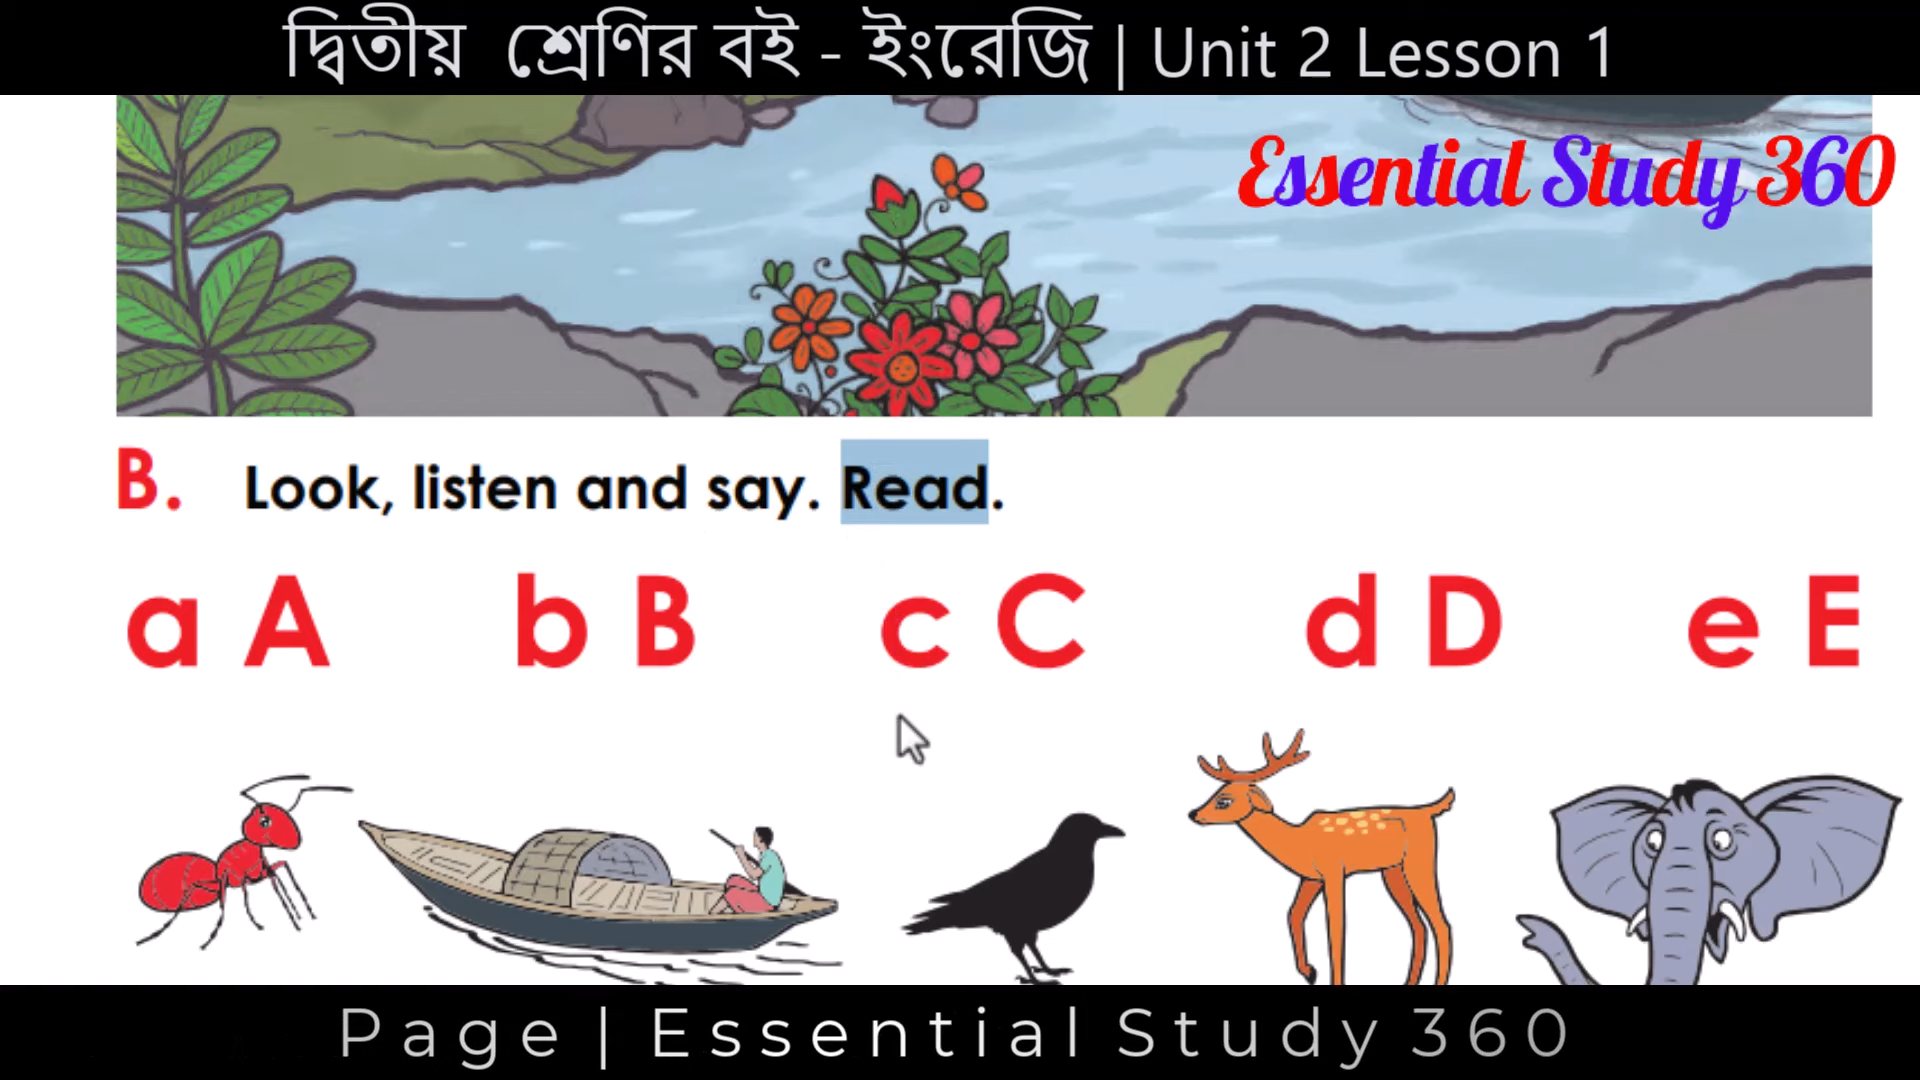 দ্বিতীয় শ্রেণির বই - ইংরেজি | Unit 2 Lesson 1
Essential Study 360
B. Look, listen and say. Read.
a A b B c C d D e E
Page | Essential Study 360